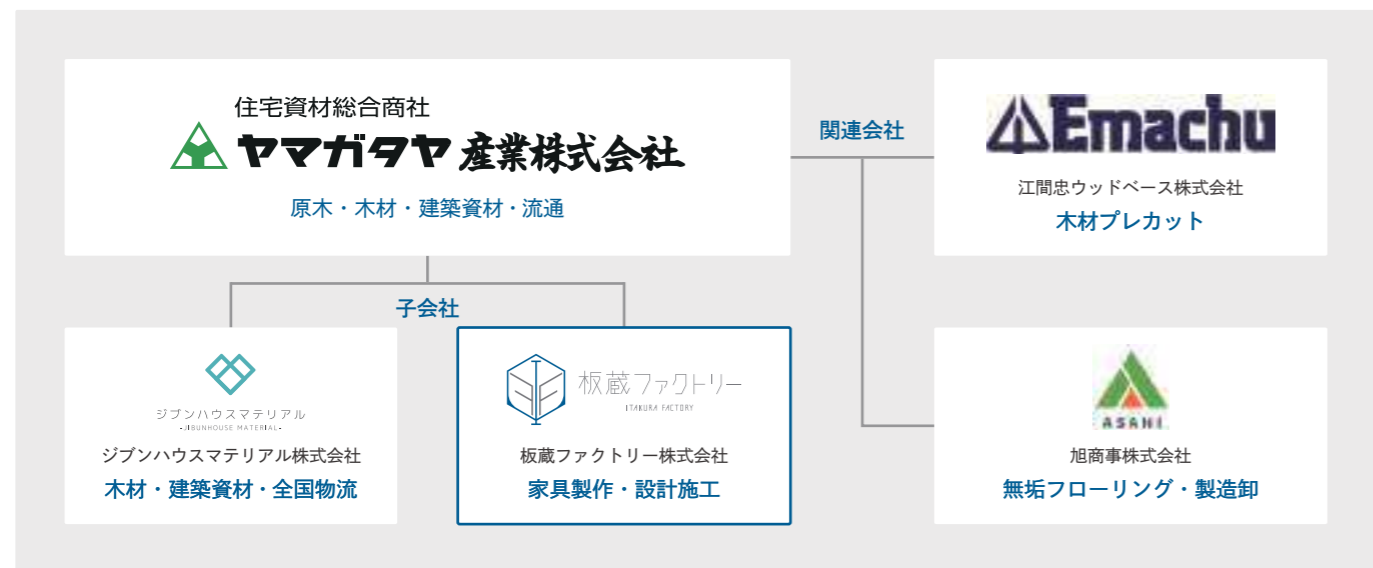 住宅資材総合商社
ヤマガタヤ産業株式会社
原木・木材・建築資材・流通
関連会社
Emachu
江間忠ウッドベース株式会社
木材プレカット
子会社
ジブンハウスマテリアル
-JIBUNHOUSE MATERIAL-
ジブンハウスマテリアル株式会社
木材・建築資材・全国物流
板蔵ファクトリー
ITAKURA FACTORY
板蔵ファクトリー株式会社
家具製作・設計施工
ASAHI
旭商事株式会社
無垢フローリング・製造卸